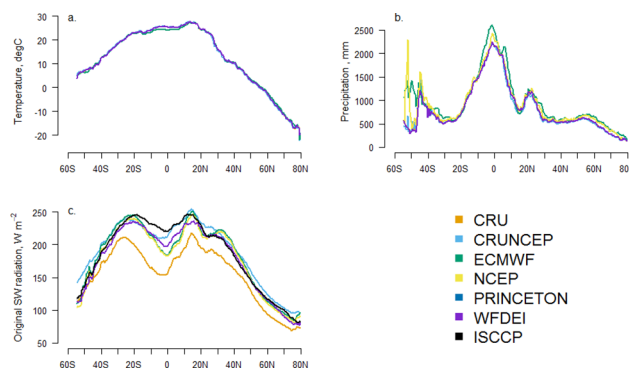 a.
Temperature, degC
30
20
10
0
-10
-20
60S 40S 20S 0 20N 40N 60N 80N
b.
Precipitation , mm
2500
2000
1500
1000
500
0
60S 40S 20S 0 20N 40N 60N 80N
c.
Original SW radiation, W m⁻²
250
200
150
100
50
60S 40S 20S 0 20N 40N 60N 80N
CRU
CRUNCEP
ECMWF
NCEP
PRINCETON
WFDEI
ISCCP